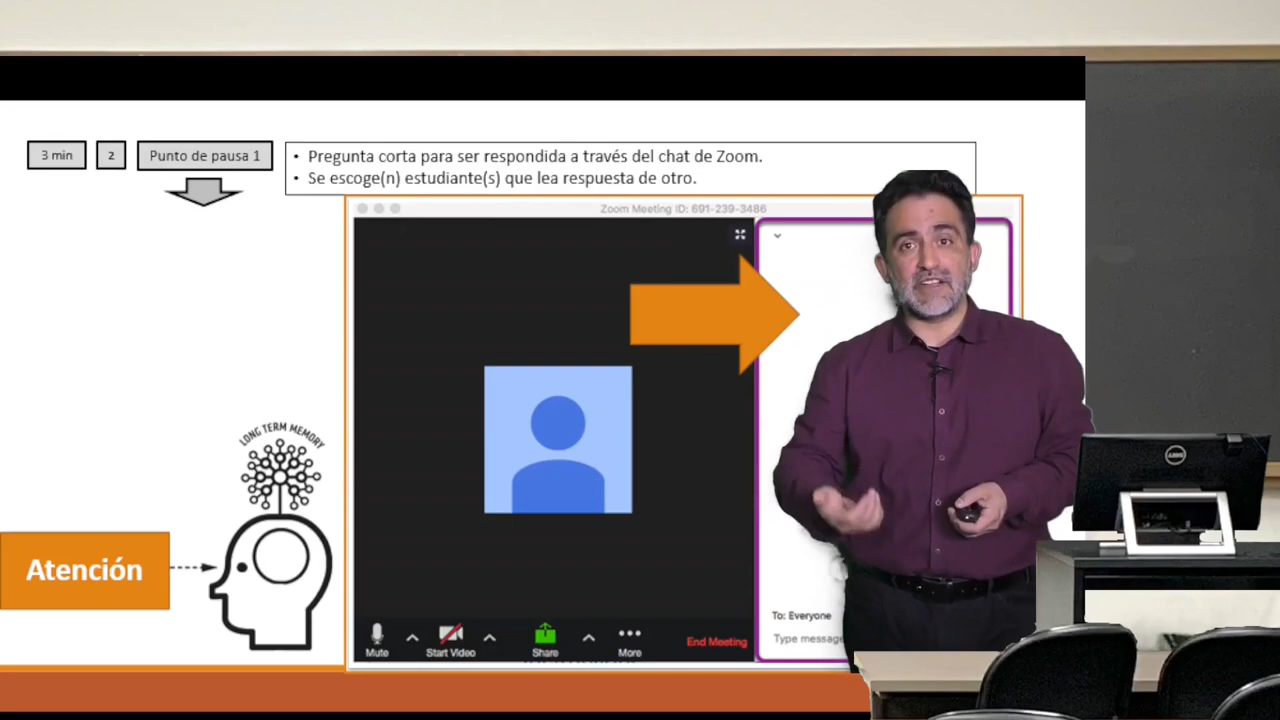 3 min
2
Punto de pausa 1
• Pregunta corta para ser respondida a través del chat de Zoom.
• Se escoge(n) estudiante(s) que lea respuesta de otro.
Zoom Meeting ID: 691-239-3486
LONG TERM MEMORY
Atención
To: Everyone
Type message
Mute
Start Video
Share
More
End Meeting
DELL